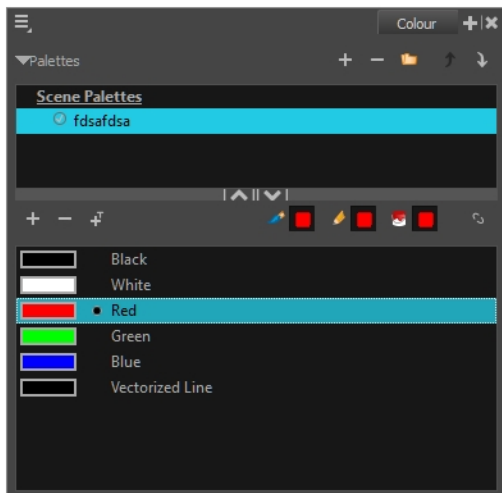 Colour
Palettes
Scene Palettes
fdsafdsa
Black
White
Red
Green
Blue
Vectorized Line